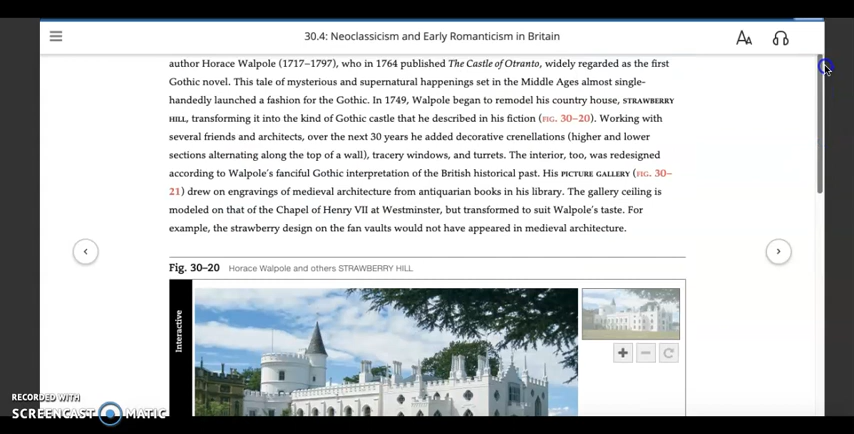 30.4: Neoclassicism and Early Romanticism in Britain
AA
author Horace Walpole (1717–1797), who in 1764 published The Castle of Otranto, widely regarded as the first
Gothic novel. This tale of mysterious and supernatural happenings set in the Middle Ages almost single-
handedly launched a fashion for the Gothic. In 1749, Walpole began to remodel his country house, STRAWBERRY
HILL, transforming it into the kind of Gothic castle that he described in his fiction (FIG. 30–20). Working with
several friends and architects, over the next 30 years he added decorative crenellations (higher and lower
sections alternating along the top of a wall), tracery windows, and turrets. The interior, too, was redesigned
according to Walpole's fanciful Gothic interpretation of the British historical past. His PICTURE GALLERY (FIG. 30–
21) drew on engravings of medieval architecture from antiquarian books in his library. The gallery ceiling is
modeled on that of the Chapel of Henry VII at Westminster, but transformed to suit Walpole's taste. For
example, the strawberry design on the fan vaults would not have appeared in medieval architecture.
Fig. 30–20 Horace Walpole and others STRAWBERRY HILL
Interactive
RECORDED WITH
SCREENCAST MATIC